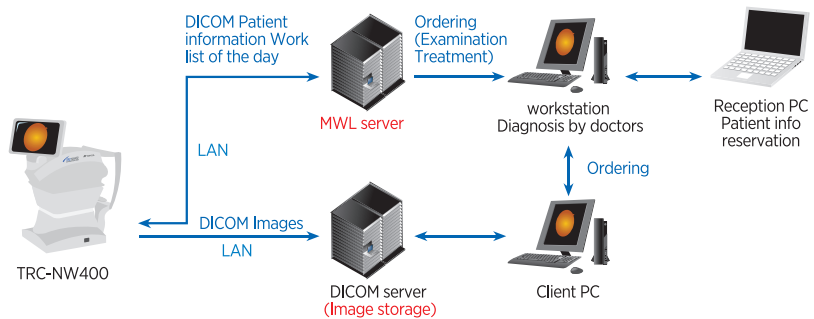 DICOM Patient
information Work
list of the day
Ordering
(Examination
Treatment)
MWL server
workstation
Diagnosis by doctors
Reception PC
Patient info
reservation
LAN
Ordering
DICOM Images
LAN
TRC-NW400
DICOM server
(Image storage)
Client PC